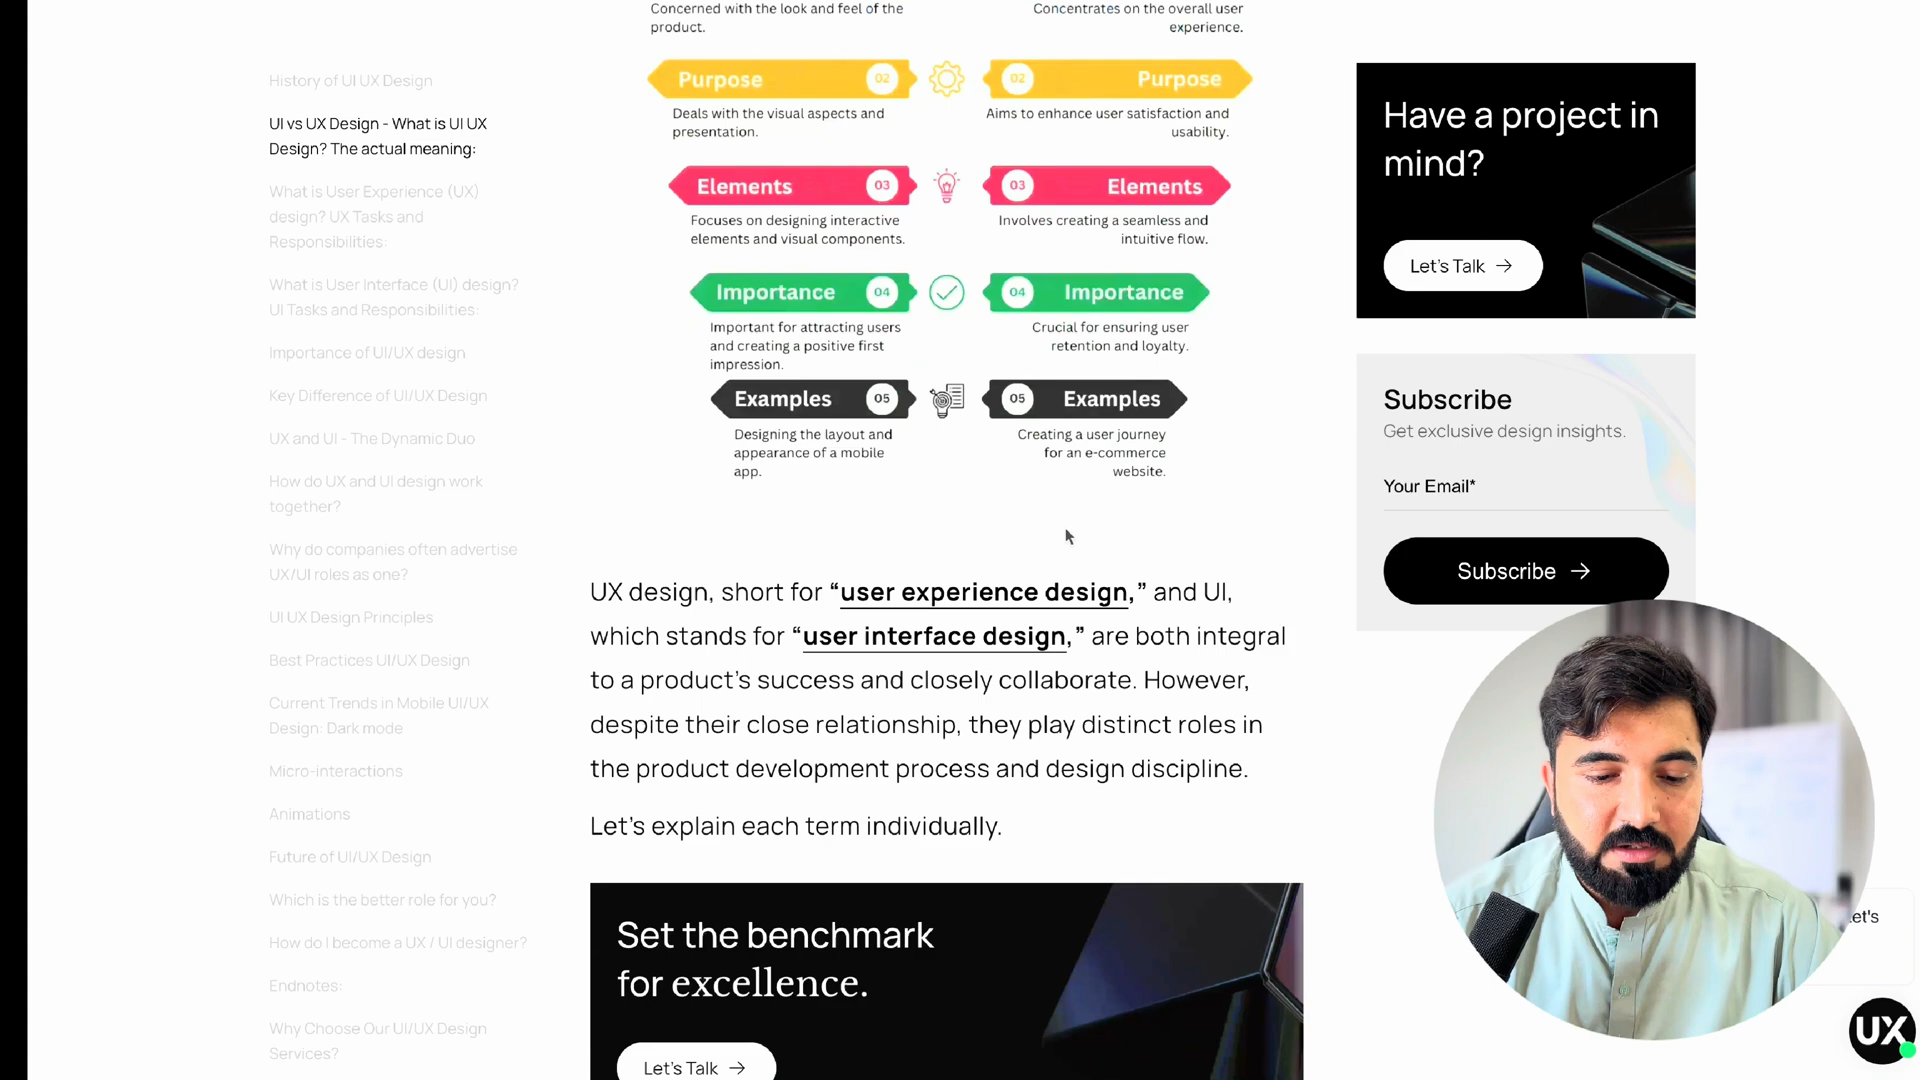 History of UI UX Design
UI vs UX Design - What is UI UX
Design? The actual meaning:
What is User Experience (UX)
design? UX Tasks and
Responsibilities:
What is User Interface (UI) design?
UI Tasks and Responsibilities:
Importance of UI/UX design
Key Difference of UI/UX Design
UX and UI - The Dynamic Duo
How do UX and UI design work
together?
Why do companies often advertise
UX/UI roles as one?
UI UX Design Principles
Best Practices UI/UX Design
Current Trends in Mobile UI/UX
Design: Dark mode
Micro-interactions
Animations
Future of UI/UX Design
Which is the better role for you?
How do I become a UX / UI designer?
Endnotes:
Why Choose Our UI/UX Design
Services?
Concerned with the look and feel of the
product.
Concentrates on the overall user
experience.
Purpose 02
02 Purpose
Deals with the visual aspects and
presentation.
Aims to enhance user satisfaction and
usability.
Elements 03
03 Elements
Focuses on designing interactive
elements and visual components.
Involves creating a seamless and
intuitive flow.
Importance 04
04 Importance
Important for attracting users
and creating a positive first
impression.
Crucial for ensuring user
retention and loyalty.
Examples 05
05 Examples
Designing the layout and
appearance of a mobile
app.
Creating a user journey
for an e-commerce
website.
UX design, short for “user experience design,” and UI,
which stands for “user interface design,” are both integral
to a product’s success and closely collaborate. However,
despite their close relationship, they play distinct roles in
the product development process and design discipline.
Let’s explain each term individually.
Set the benchmark
for excellence.
Let’s Talk →
Have a project in
mind?
Let’s Talk →
Subscribe
Get exclusive design insights.
Your Email*
Subscribe →
UX